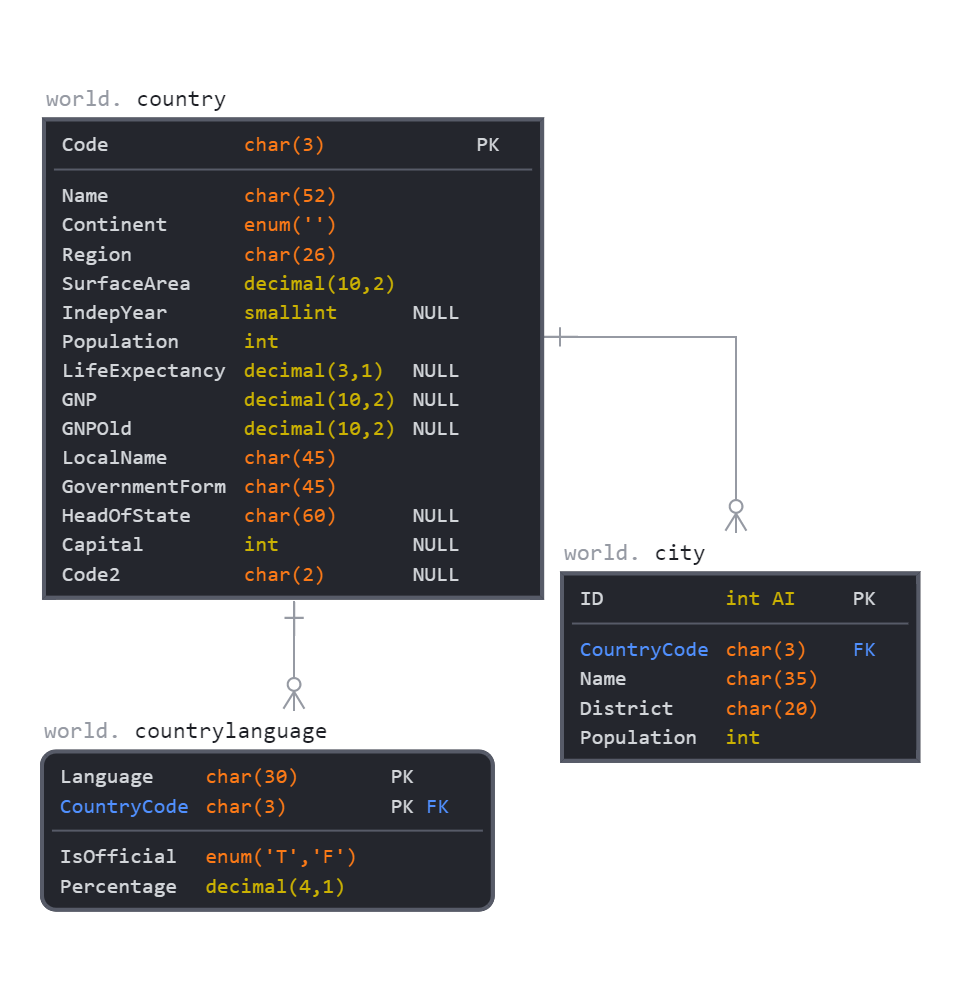 world. country
Code char(3) PK
Name char(52)
Continent enum('')
Region char(26)
SurfaceArea decimal(10,2)
IndepYear smallint NULL
Population int
LifeExpectancy decimal(3,1) NULL
GNP decimal(10,2) NULL
GNPOld decimal(10,2) NULL
LocalName char(45)
GovernmentForm char(45)
HeadOfState char(60) NULL
Capital int NULL
Code2 char(2) NULL
world. city
ID int AI PK
CountryCode char(3) FK
Name char(35)
District char(20)
Population int
world. countrylanguage
Language char(30) PK
CountryCode char(3) PK FK
IsOfficial enum('T','F')
Percentage decimal(4,1)